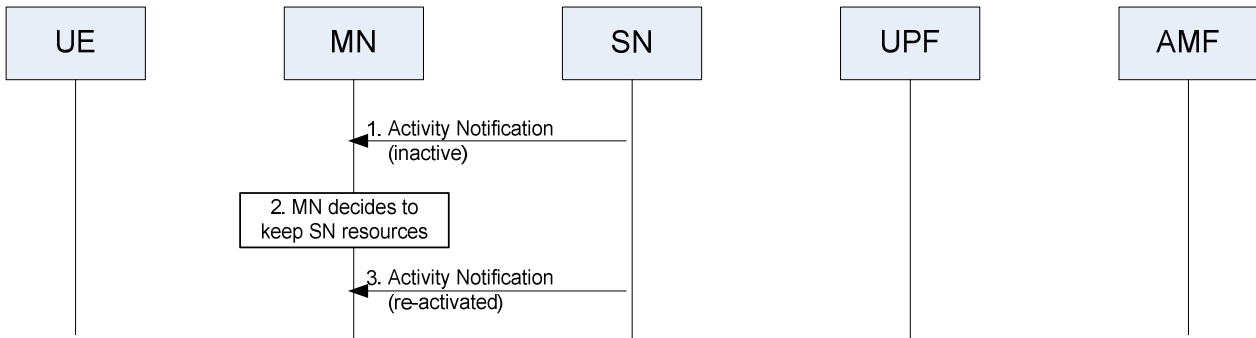 UE
MN
SN
UPF
AMF
1. Activity Notification
(inactive)
2. MN decides to
keep SN resources
3. Activity Notification
(re-activated)